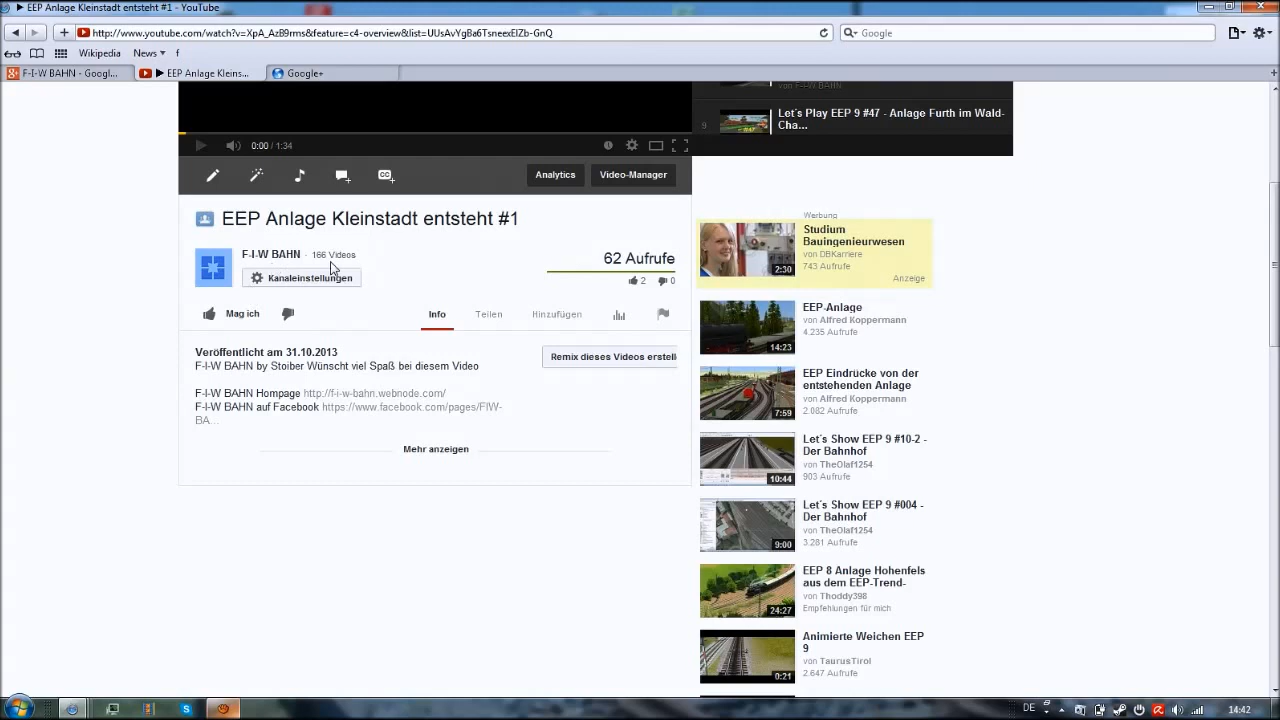 EEP Anlage Kleinstadt entsteht #1 - YouTube
http://www.youtube.com/watch?v=XpA_AzB9rms&feature=c4-overview&list=UUsAvYgBa6TsneexElZb-GnQ
Google
Wikipedia News f
F-I-W BAHN - Googl...
EEP Anlage Kleins...
Google+
von F-I-W BAHN
9
Let´s Play EEP 9 #47 - Anlage Furth im Wald-
Cha...
0:00 / 1:34
CC
Analytics
Video-Manager
EEP Anlage Kleinstadt entsteht #1
F-I-W BAHN · 166 Videos
Kanaleinstellungen
62 Aufrufe
2 0
Mag ich
Info Teilen Hinzufügen
Veröffentlicht am 31.10.2013
F-I-W BAHN by Stoiber Wünscht viel Spaß bei diesem Video
Remix dieses Videos erstell
F-I-W BAHN Hompage http://f-i-w-bahn.webnode.com/
F-I-W BAHN auf Facebook https://www.facebook.com/pages/FIW-
BA...
Mehr anzeigen
Werbung
Studium
Bauingenieurwesen
von DBKarriere
743 Aufrufe
Anzeige
2:30
EEP-Anlage
von Alfred Koppermann
4.235 Aufrufe
14:23
EEP Eindrücke von der
entstehenden Anlage
von Alfred Koppermann
2.082 Aufrufe
7:59
Let´s Show EEP 9 #10-2 -
Der Bahnhof
von TheOlaf1254
903 Aufrufe
10:44
Let´s Show EEP 9 #004 -
Der Bahnhof
von TheOlaf1254
3.281 Aufrufe
9:00
EEP 8 Anlage Hohenfels
aus dem EEP-Trend-
von Thoddy398
Empfehlungen für mich
24:27
Animierte Weichen EEP
9
von TaurusTirol
2.647 Aufrufe
0:21
DE
14:42